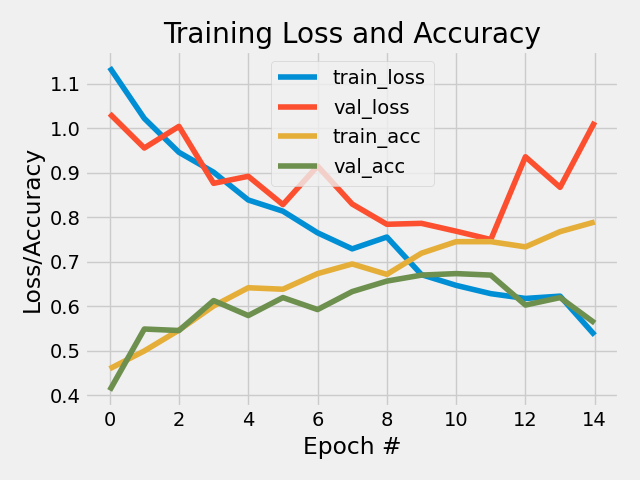 Training Loss and Accuracy
train_loss
val_loss
train_acc
val_acc
Loss/Accuracy
1.1
1.0
0.9
0.8
0.7
0.6
0.5
0.4
0 2 4 6 8 10 12 14
Epoch #